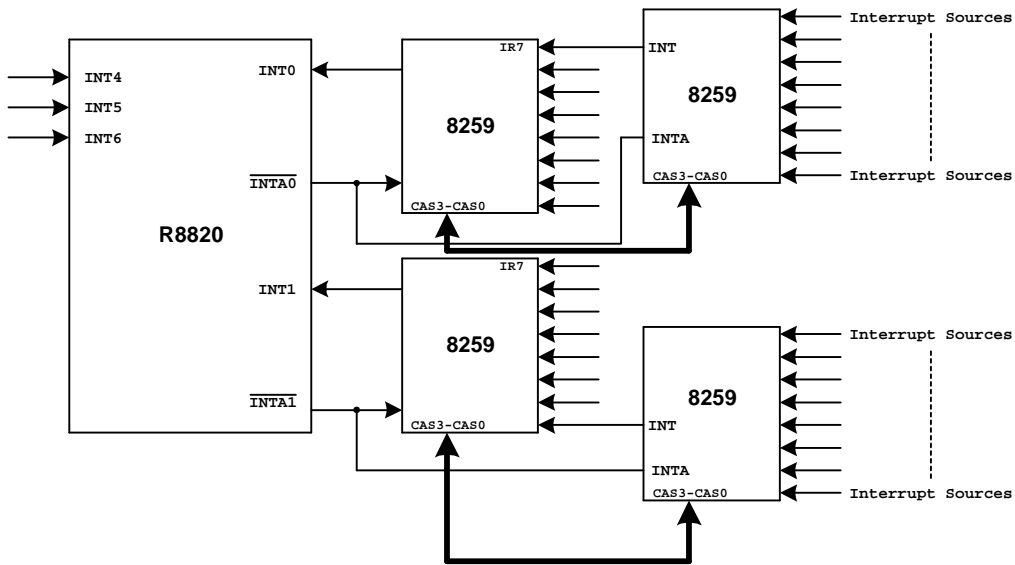 Interrupt Sources
IR7
INT
INT0
INT4
8259
INT5
8259
INT6
INTA
Interrupt Sources
CAS3-CAS0
INTA0
CAS3-CAS0
R8820
IR7
INT1
Interrupt Sources
8259
8259
INTA1
CAS3-CAS0
INT
INTA
CAS3-CAS0
Interrupt Sources